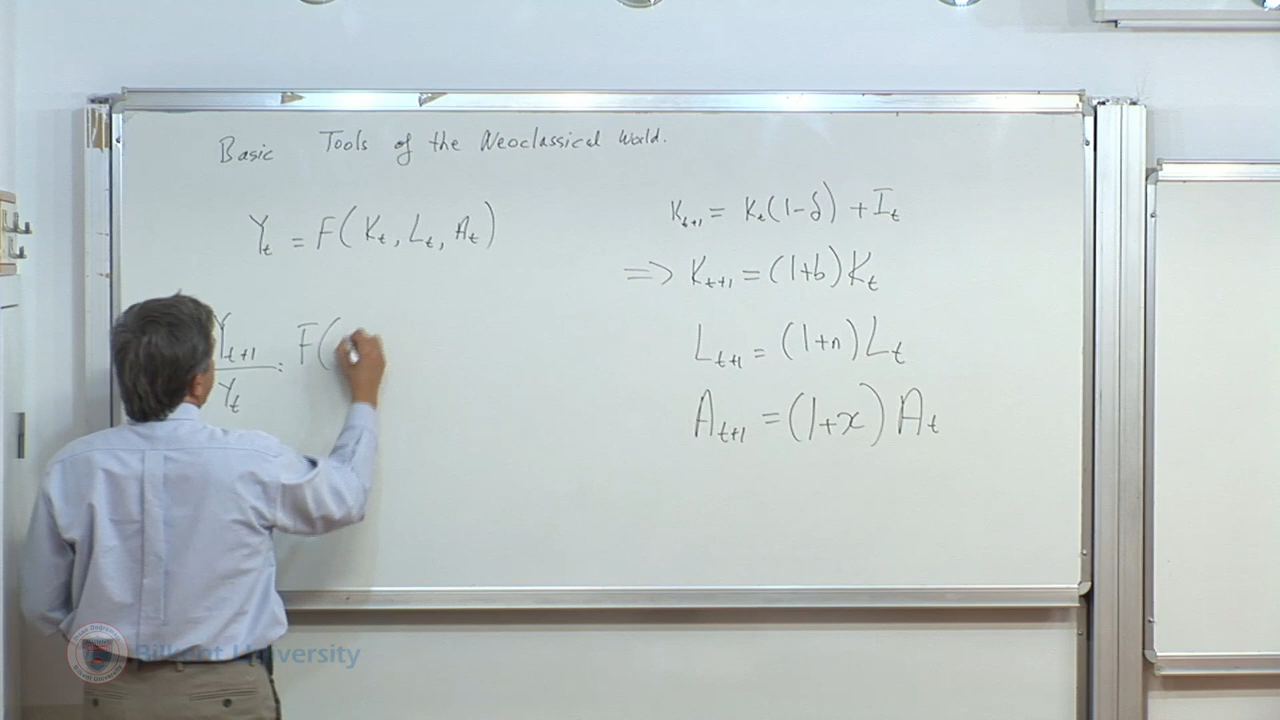 Basic Tools of the Neoclassical World.
Y_t = F(K_t, L_t, A_t)
Y_{t+1} / Y_t = F(
K_{t+1} = K_t(1-δ) + I_t
=> K_{t+1} = (1+b)K_t
L_{t+1} = (1+n)L_t
A_{t+1} = (1+x)A_t
Bilkent University